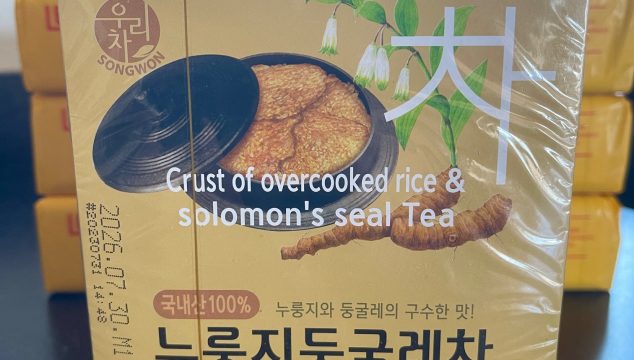 우리
차
SONGWON
차
Crust of overcooked rice &
solomon's seal Tea
2026.07.30.M1
#20230731 14:48
국내산100%
누룽지와 둥굴레의 구수한 맛!
누룽지둥굴레차